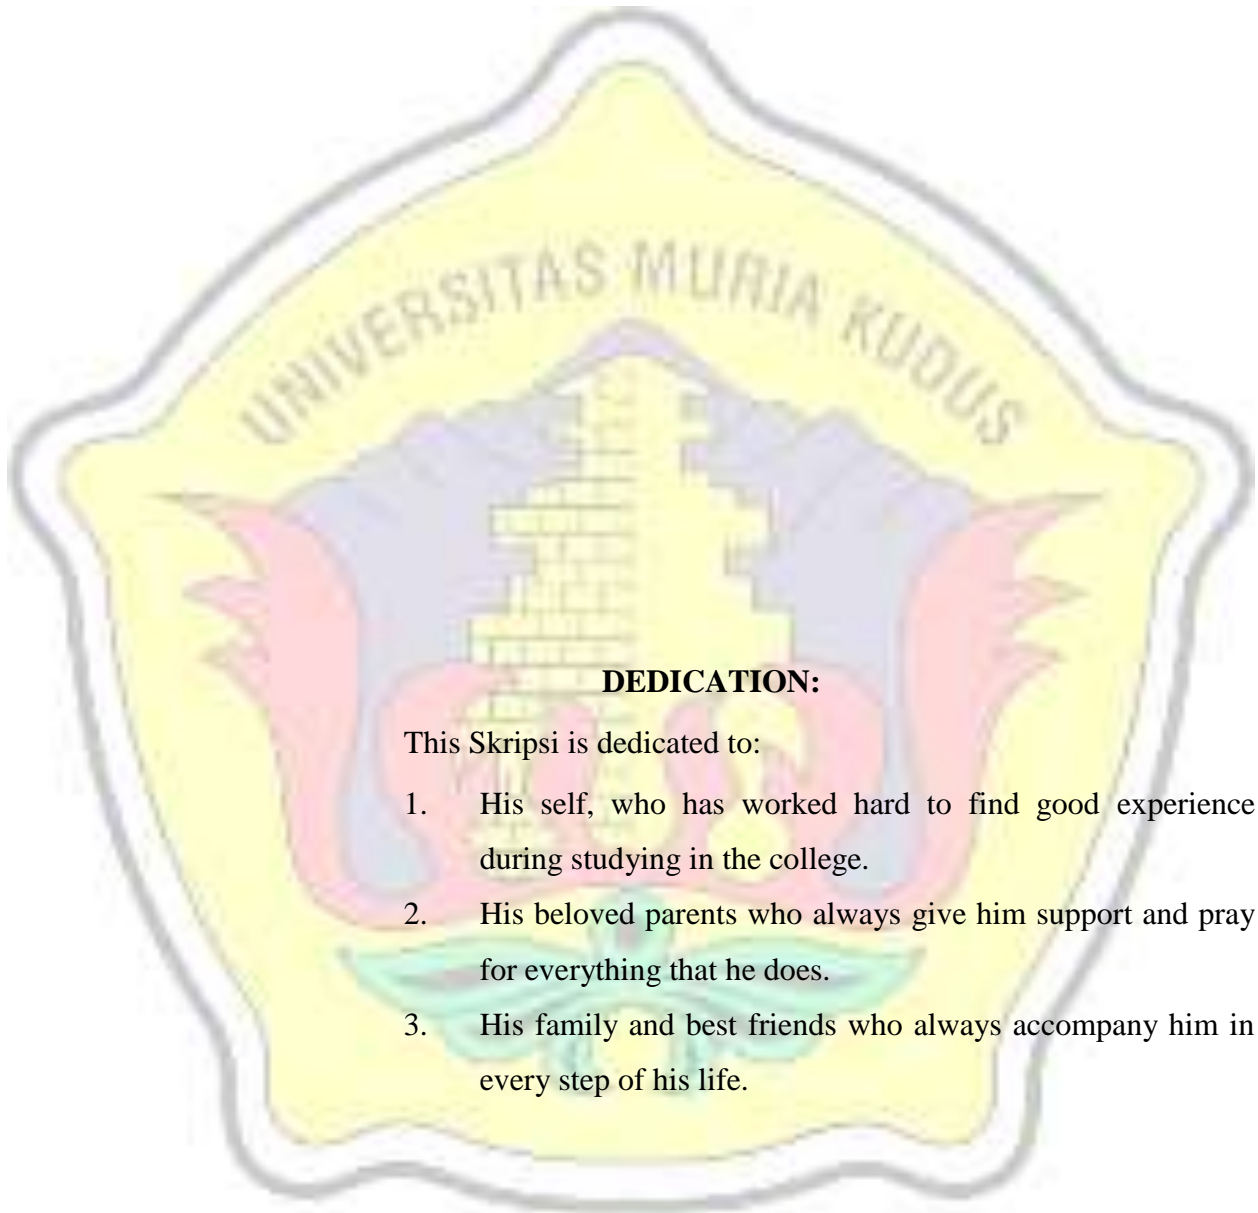 UNIVERSITAS MURIA KUDUS
DEDICATION:
This Skripsi is dedicated to:
1. His self, who has worked hard to find good experience
during studying in the college.
2. His beloved parents who always give him support and pray
for everything that he does.
3. His family and best friends who always accompany him in
every step of his life.